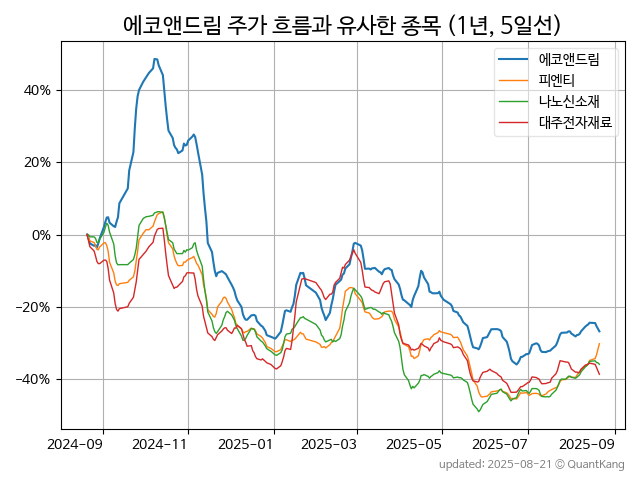 에코앤드림 주가 흐름과 유사한 종목 (1년, 5일선)
에코앤드림
피엔티
나노신소재
대주전자재료
40%
20%
0%
−20%
−40%
2024-09 2024-11 2025-01 2025-03 2025-05 2025-07 2025-09
updated: 2025-08-21 © QuantKang